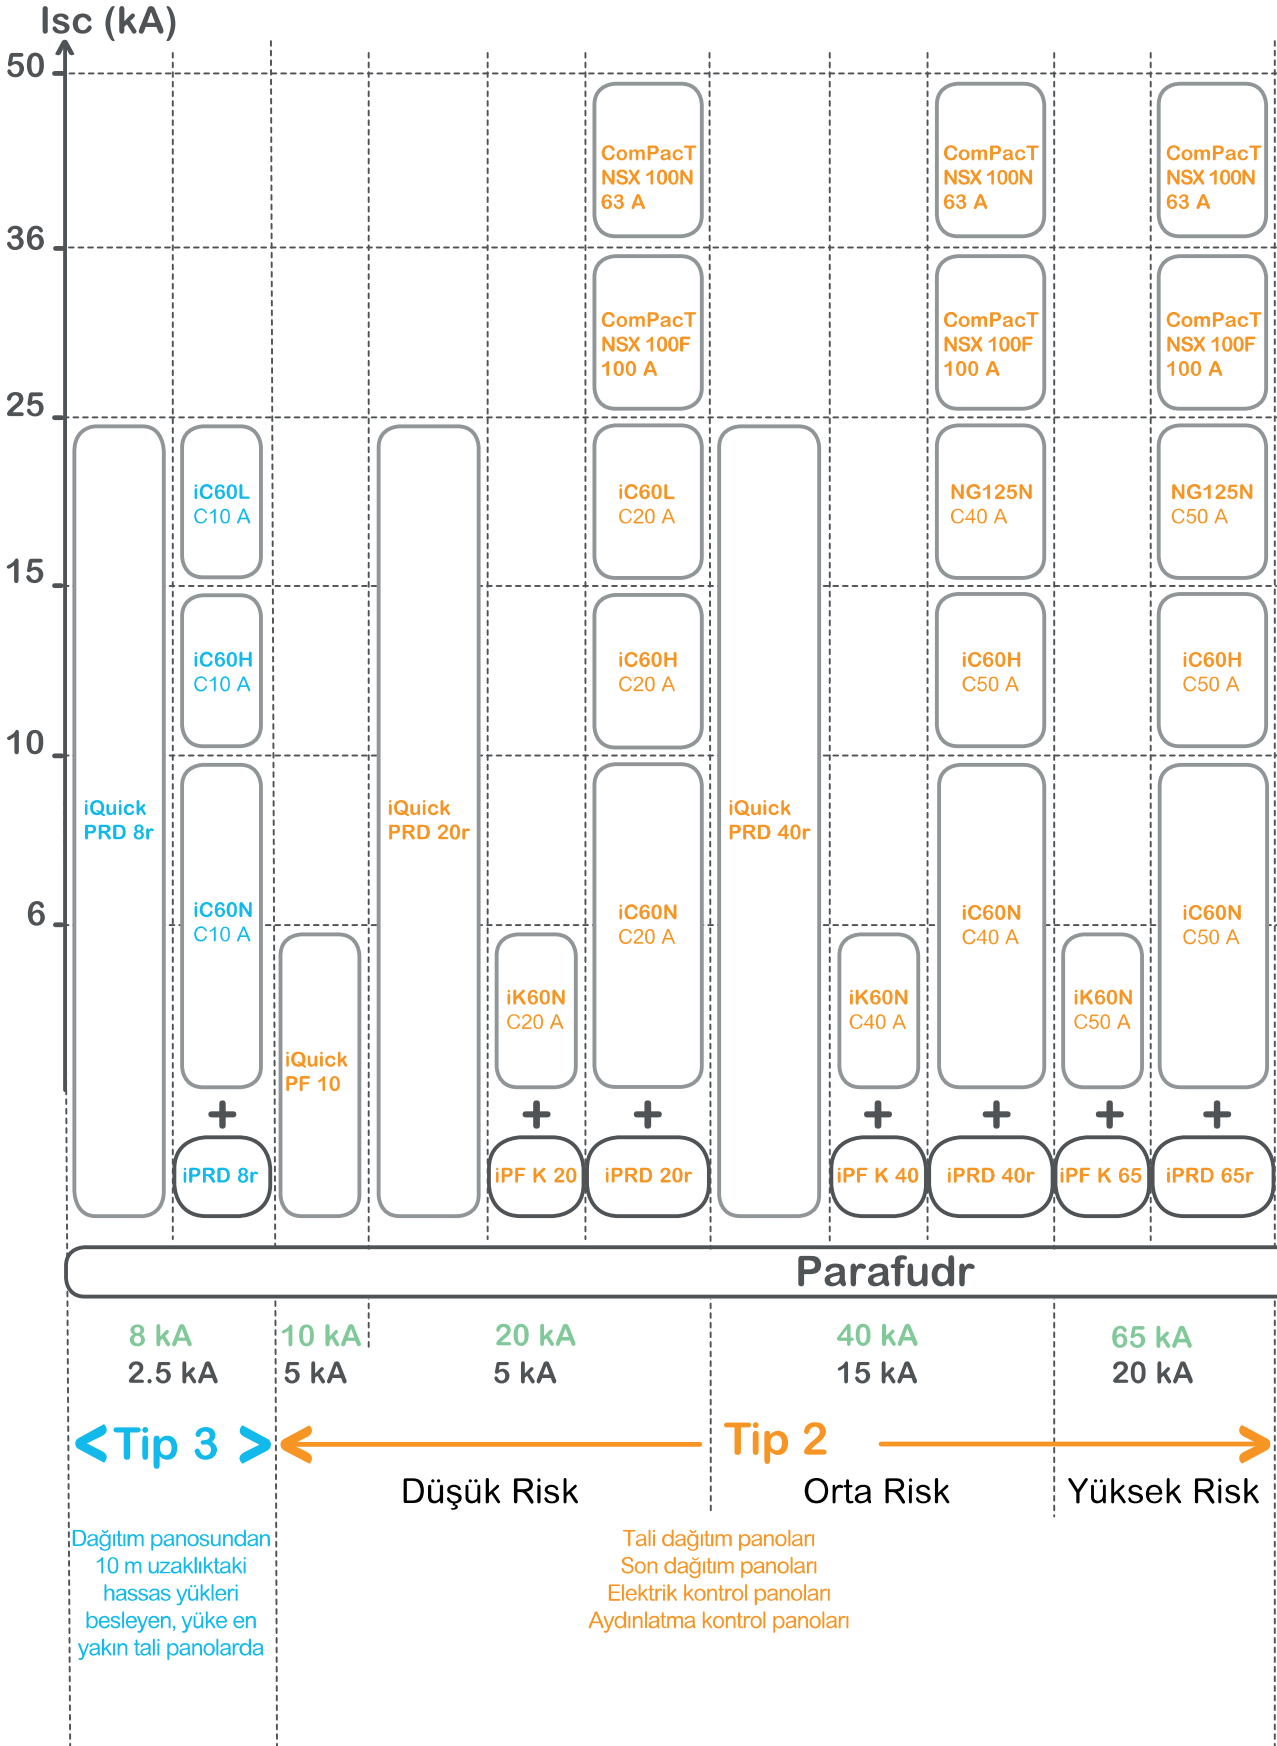 Isc (kA)
50
ComPacT
NSX 100N
63 A
ComPacT
NSX 100N
63 A
ComPacT
NSX 100N
63 A
36
ComPacT
NSX 100F
100 A
ComPacT
NSX 100F
100 A
ComPacT
NSX 100F
100 A
25
iC60L
C10 A
iC60L
C20 A
NG125N
C40 A
NG125N
C50 A
15
iC60H
C10 A
iC60H
C20 A
iC60H
C50 A
iC60H
C50 A
10
iQuick
PRD 8r
iQuick
PRD 20r
iQuick
PRD 40r
6
iC60N
C10 A
iC60N
C20 A
iC60N
C40 A
iC60N
C50 A
iK60N
C20 A
iK60N
C40 A
iK60N
C50 A
iQuick
PF 10
+ + + + + + +
iPRD 8r
iPF K 20
iPRD 20r
iPF K 40
iPRD 40r
iPF K 65
iPRD 65r
Parafudr
8 kA
2.5 kA
10 kA
5 kA
20 kA
5 kA
40 kA
15 kA
65 kA
20 kA
<Tip 3 >
Tip 2
Düşük Risk
Orta Risk
Yüksek Risk
Dağıtım panosundan
10 m uzaklıktaki
hassas yükleri
besleyen, yüke en
yakın tali panolarda
Tali dağıtım panoları
Son dağıtım panoları
Elektrik kontrol panoları
Aydınlatma kontrol panoları